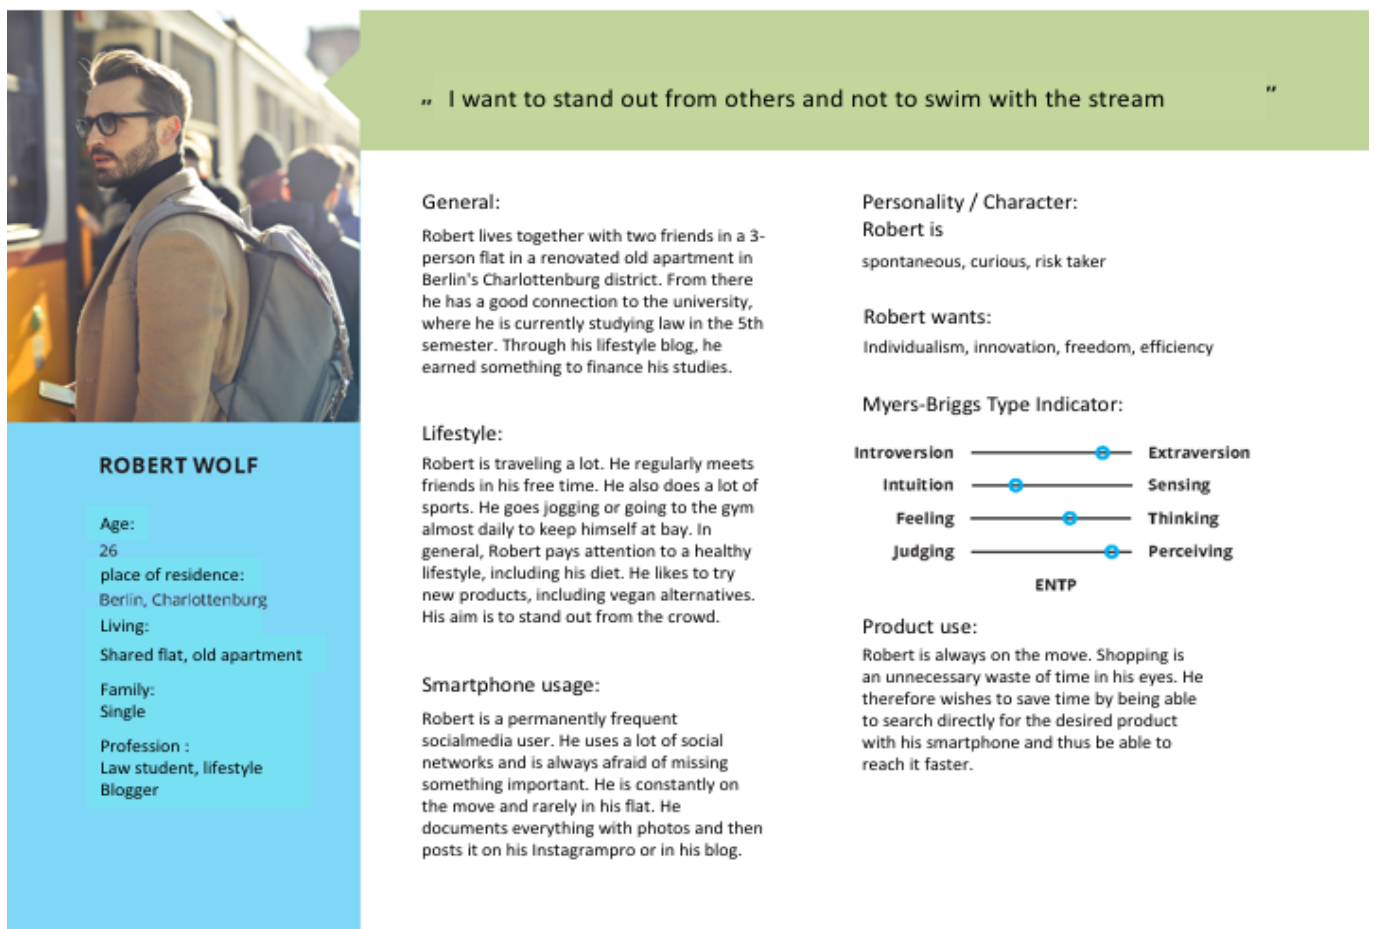 „ I want to stand out from others and not to swim with the stream "
ROBERT WOLF
Age:
26
place of residence:
Berlin, Charlottenburg
Living:
Shared flat, old apartment
Family:
Single
Profession :
Law student, lifestyle
Blogger
General:
Robert lives together with two friends in a 3-
person flat in a renovated old apartment in
Berlin's Charlottenburg district. From there
he has a good connection to the university,
where he is currently studying law in the 5th
semester. Through his lifestyle blog, he
earned something to finance his studies.
Lifestyle:
Robert is traveling a lot. He regularly meets
friends in his free time. He also does a lot of
sports. He goes jogging or going to the gym
almost daily to keep himself at bay. In
general, Robert pays attention to a healthy
lifestyle, including his diet. He likes to try
new products, including vegan alternatives.
His aim is to stand out from the crowd.
Smartphone usage:
Robert is a permanently frequent
socialmedia user. He uses a lot of social
networks and is always afraid of missing
something important. He is constantly on
the move and rarely in his flat. He
documents everything with photos and then
posts it on his Instagrampro or in his blog.
Personality / Character:
Robert is
spontaneous, curious, risk taker
Robert wants:
Individualism, innovation, freedom, efficiency
Myers-Briggs Type Indicator:
Introversion Extraversion
Intuition Sensing
Feeling Thinking
Judging Perceiving
ENTP
Product use:
Robert is always on the move. Shopping is
an unnecessary waste of time in his eyes. He
therefore wishes to save time by being able
to search directly for the desired product
with his smartphone and thus be able to
reach it faster.